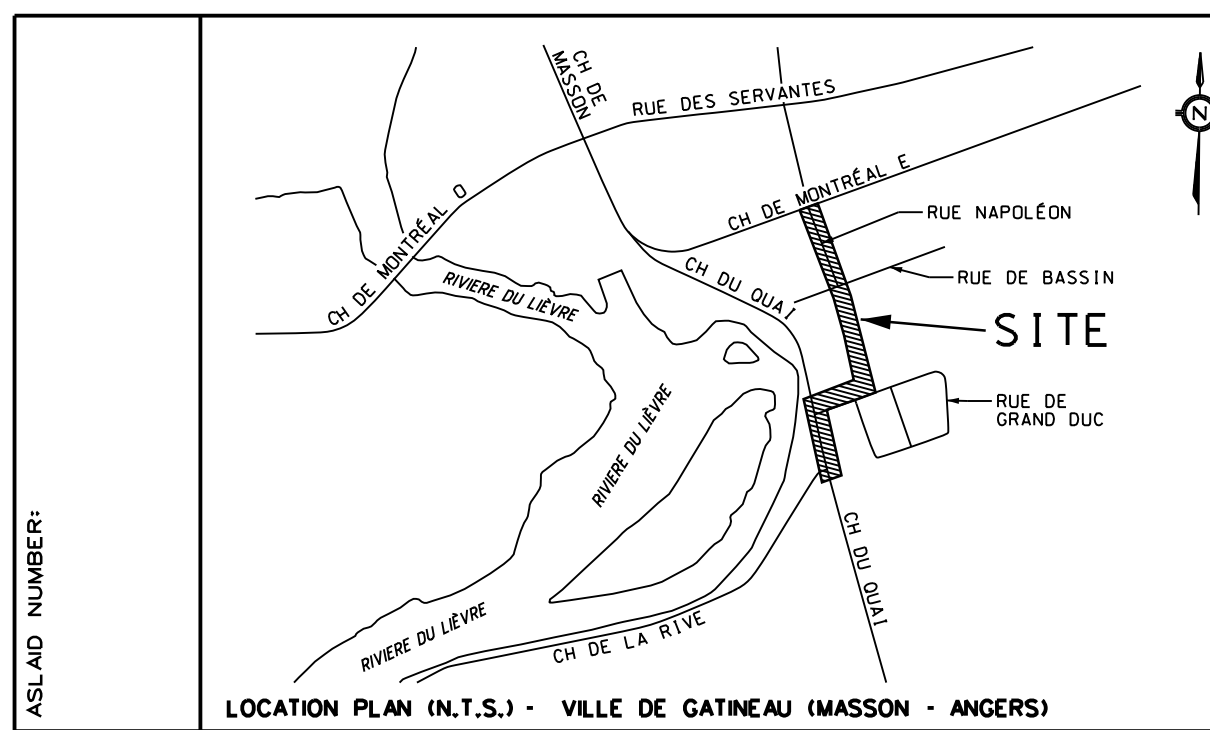 CH DE
MASSON
RUE DES SERVANTES
N
CH DE MONTRÉAL O
CH DE MONTRÉAL E
RUE NAPOLÉON
CH DU QUAI
RUE DE BASSIN
RIVIERE DU LIÈVRE
SITE
RIVIERE DU LIÈVRE
RUE DE
GRAND DUC
CH DU QUAI
RIVIERE DU LIÈVRE
CH DE LA RIVE
ASLAID NUMBER:
LOCATION PLAN (N.T.S.) - VILLE DE GATINEAU (MASSON - ANGERS)